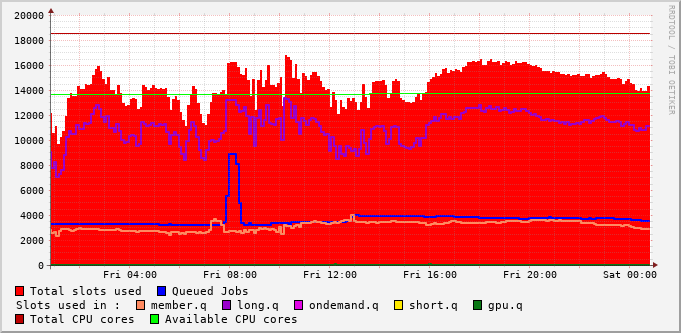 20000
18000
16000
14000
12000
10000
8000
6000
4000
2000
0
Fri 04:00 Fri 08:00 Fri 12:00 Fri 16:00 Fri 20:00 Sat 00:00
Total slots used Queued Jobs
Slots used in : member.q long.q ondemand.q short.q gpu.q
Total CPU cores Available CPU cores
RRDTOOL / TOBI OETIKER